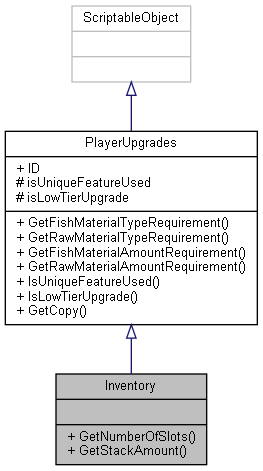 ScriptableObject
PlayerUpgrades
+ ID
# isUniqueFeatureUsed
# isLowTierUpgrade
+ GetFishMaterialTypeRequirement()
+ GetRawMaterialTypeRequirement()
+ GetFishMaterialAmountRequirement()
+ GetRawMaterialAmountRequirement()
+ IsUniqueFeatureUsed()
+ IsLowTierUpgrade()
+ GetCopy()
Inventory
+ GetNumberOfSlots()
+ GetStackAmount()